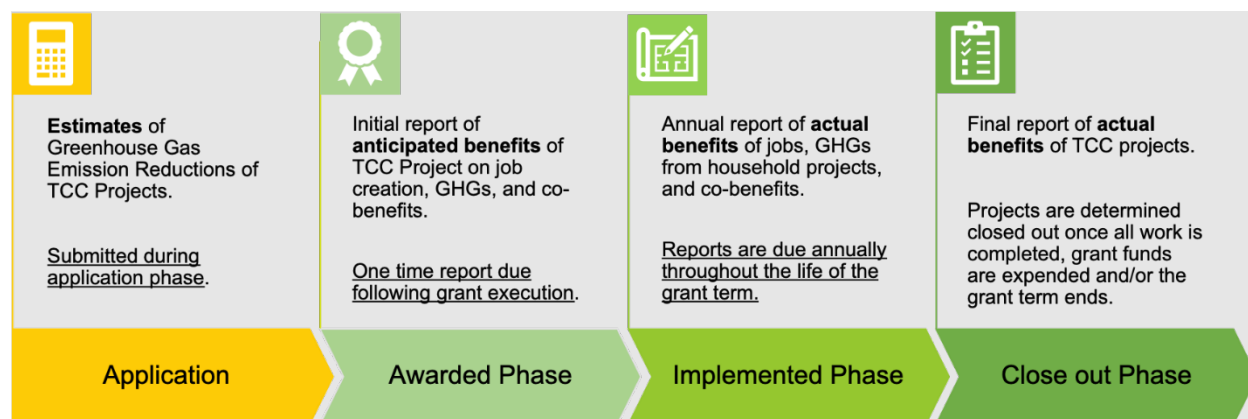 Estimates of
Greenhouse Gas
Emission Reductions of
TCC Projects.
Submitted during
application phase.
Application
Initial report of
anticipated benefits of
TCC Project on job
creation, GHGs, and co-
benefits.
One time report due
following grant execution.
Awarded Phase
Annual report of actual
benefits of jobs, GHGs
from household projects,
and co-benefits.
Reports are due annually
throughout the life of the
grant term.
Implemented Phase
Final report of actual
benefits of TCC projects.
Projects are determined
closed out once all work is
completed, grant funds
are expended and/or the
grant term ends.
Close out Phase